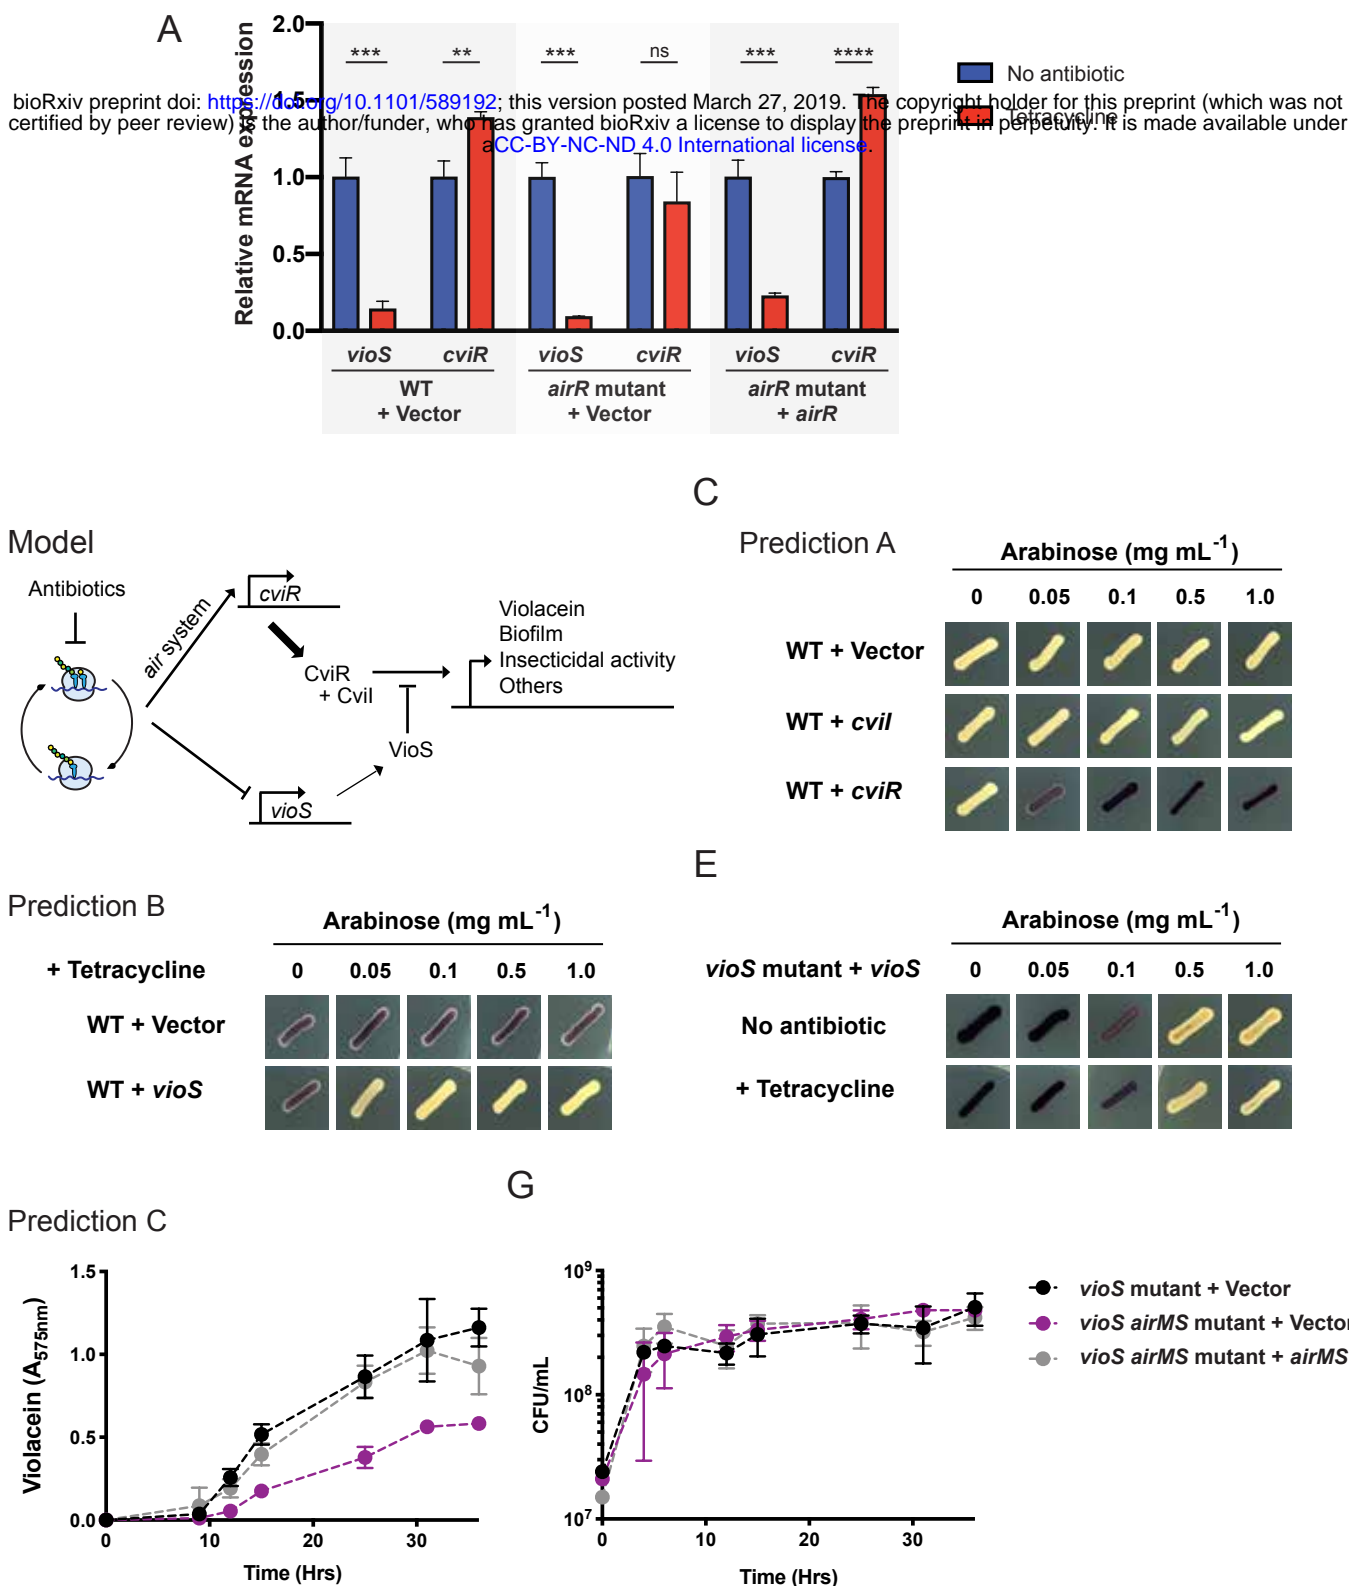 A
2.0
*** ** *** ns *** ****
No antibiotic
bioRxiv preprint doi: https://doi.org/10.1101/589192; this version posted March 27, 2019. The copyright holder for this preprint (which was not
certified by peer review) is the author/funder, who has granted bioRxiv a license to display the preprint in perpetuity. It is made available under
aCC-BY-NC-ND 4.0 International license.
Tetracycline
1.5
1.0
0.5
0.0
Relative mRNA expression
vioS cviR vioS cviR vioS cviR
WT airR mutant airR mutant
+ Vector + Vector + airR
Model
Antibiotics
air system
cviR
CviR
+ CviI
VioS
vioS
Violacein
Biofilm
Insecticidal activity
Others
C
Prediction A
Arabinose (mg mL-1)
0 0.05 0.1 0.5 1.0
WT + Vector
WT + cviI
WT + cviR
Prediction B
Arabinose (mg mL-1)
+ Tetracycline 0 0.05 0.1 0.5 1.0
WT + Vector
WT + vioS
E
Arabinose (mg mL-1)
vioS mutant + vioS 0 0.05 0.1 0.5 1.0
No antibiotic
+ Tetracycline
Prediction C
Violacein (A575nm)
1.5
1.0
0.5
0.0
0 10 20 30
Time (Hrs)
G
CFU/mL
10^9
10^8
10^7
0 10 20 30
Time (Hrs)
vioS mutant + Vector
vioS airMS mutant + Vector
vioS airMS mutant + airMS